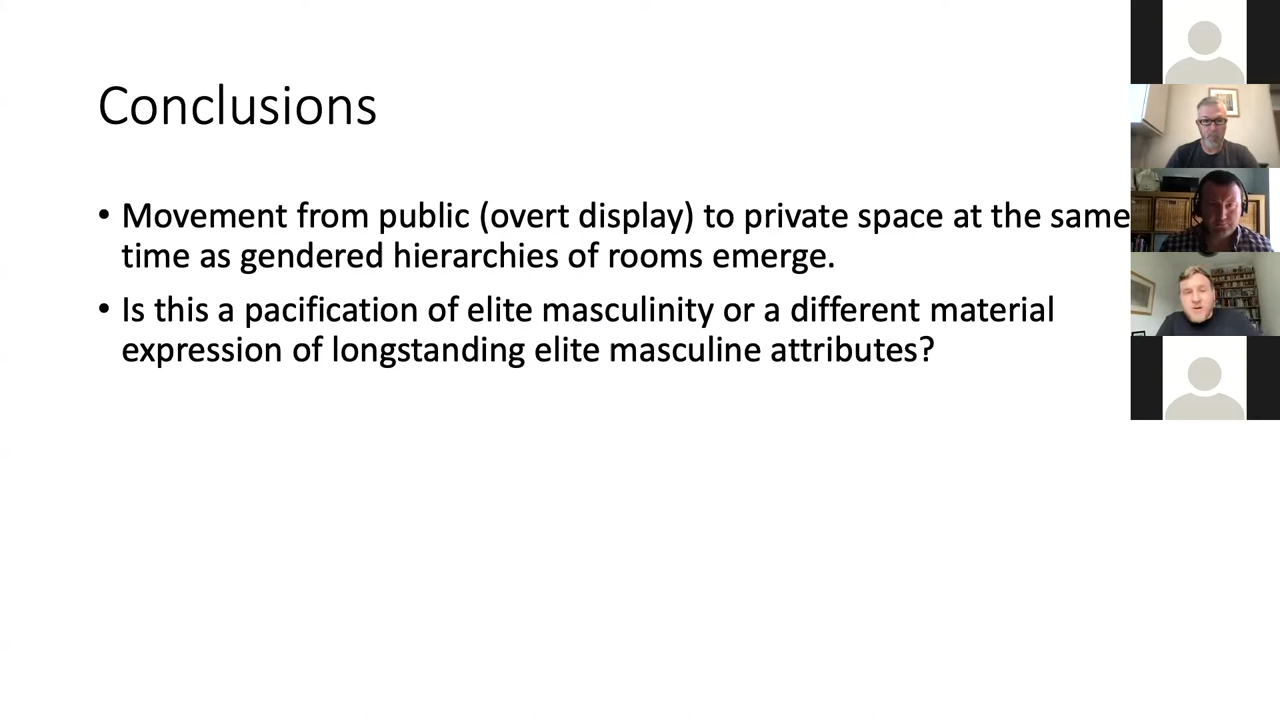 Conclusions
• Movement from public (overt display) to private space at the same
time as gendered hierarchies of rooms emerge.
• Is this a pacification of elite masculinity or a different material
expression of longstanding elite masculine attributes?